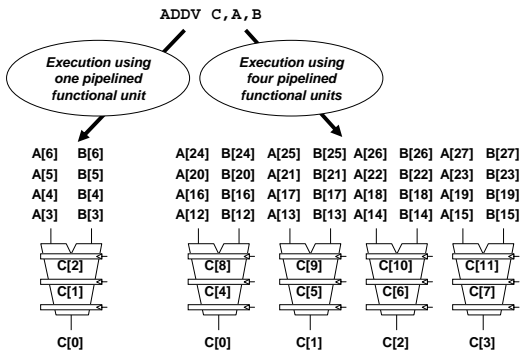 ADDV C,A,B
Execution using
one pipelined
functional unit
Execution using
four pipelined
functional units
A[6] B[6]
A[5] B[5]
A[4] B[4]
A[3] B[3]
C[2]
C[1]
C[0]
A[24] B[24] A[25] B[25] A[26] B[26] A[27] B[27]
A[20] B[20] A[21] B[21] A[22] B[22] A[23] B[23]
A[16] B[16] A[17] B[17] A[18] B[18] A[19] B[19]
A[12] B[12] A[13] B[13] A[14] B[14] A[15] B[15]
C[8] C[9] C[10] C[11]
C[4] C[5] C[6] C[7]
C[0] C[1] C[2] C[3]